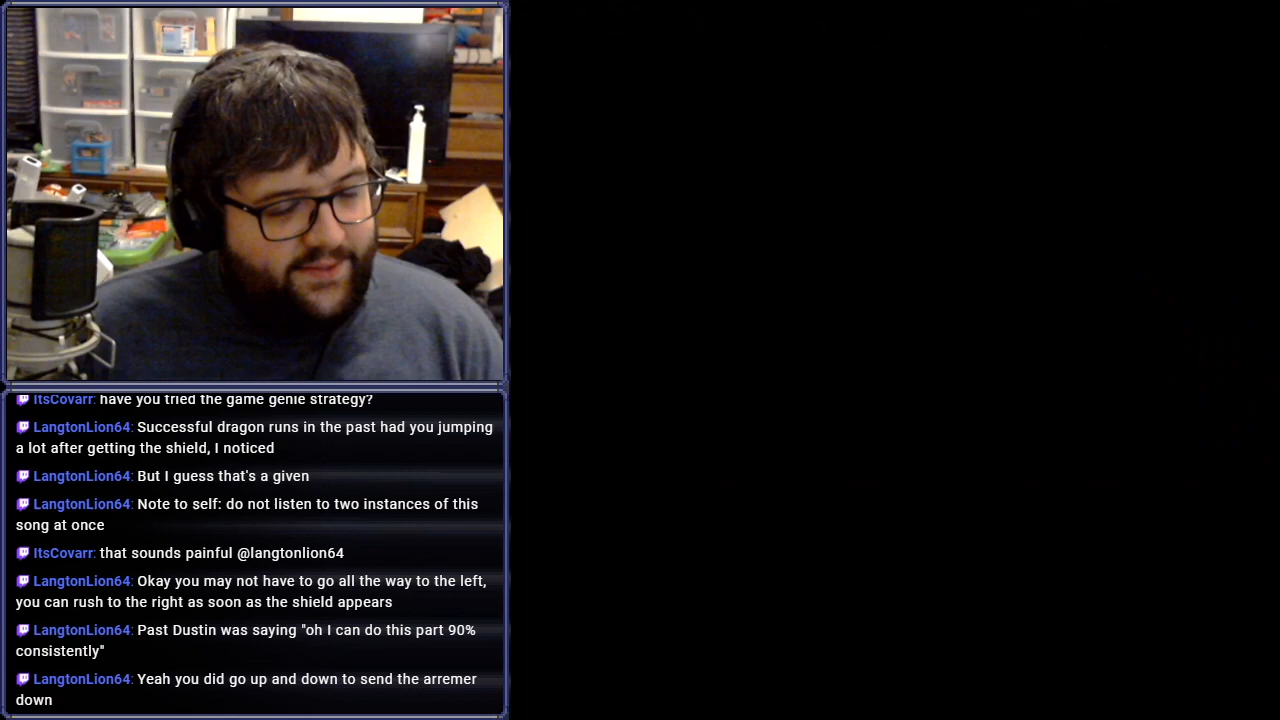 ItsCovarr: have you tried the game genie strategy?
LangtonLion64: Successful dragon runs in the past had you jumping
a lot after getting the shield, I noticed
LangtonLion64: But I guess that's a given
LangtonLion64: Note to self: do not listen to two instances of this
song at once
ItsCovarr: that sounds painful @langtonlion64
LangtonLion64: Okay you may not have to go all the way to the left,
you can rush to the right as soon as the shield appears
LangtonLion64: Past Dustin was saying "oh I can do this part 90%
consistently"
LangtonLion64: Yeah you did go up and down to send the arremer
down